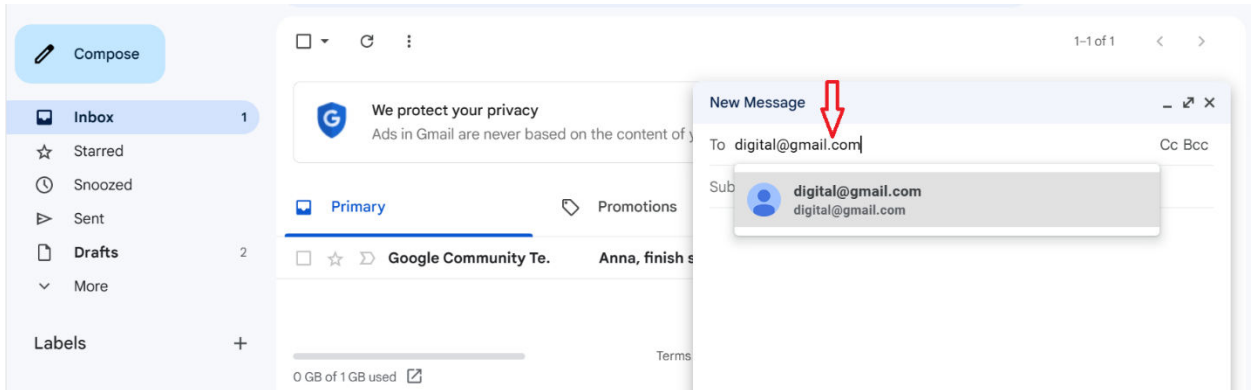 Compose
1–1 of 1
Inbox 1
Starred
Snoozed
Sent
Drafts 2
More
Labels
We protect your privacy
Ads in Gmail are never based on the content of
Primary
Promotions
Google Community Te. Anna, finish
Terms
0 GB of 1 GB used
New Message
To digital@gmail.com Cc Bcc
Sub
digital@gmail.com
digital@gmail.com